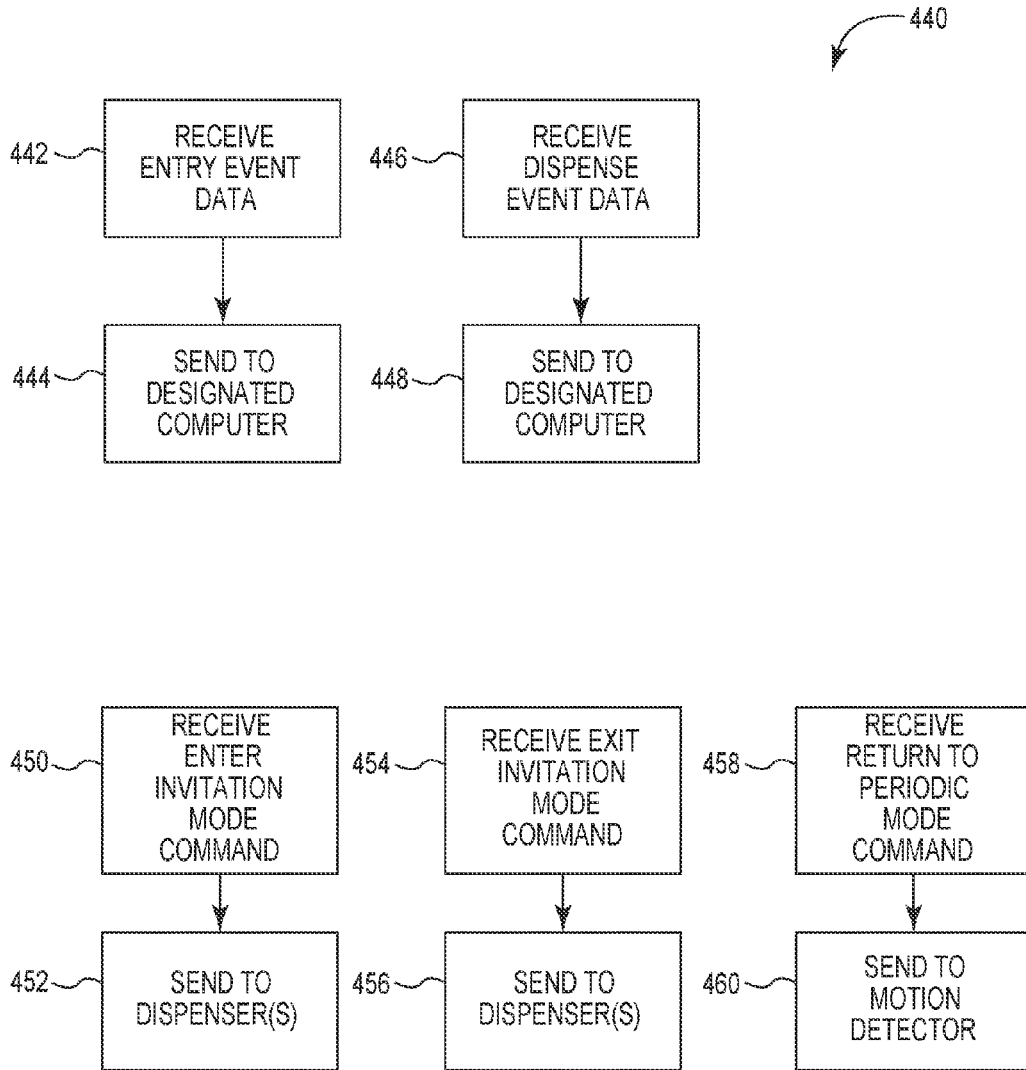 440
442
RECEIVE
ENTRY EVENT
DATA
446
RECEIVE
DISPENSE
EVENT DATA
444
SEND TO
DESIGNATED
COMPUTER
448
SEND TO
DESIGNATED
COMPUTER
450
RECEIVE
ENTER
INVITATION
MODE
COMMAND
454
RECEIVE EXIT
INVITATION
MODE
COMMAND
458
RECEIVE
RETURN TO
PERIODIC
MODE
COMMAND
452
SEND TO
DISPENSER(S)
456
SEND TO
DISPENSER(S)
460
SEND TO
MOTION
DETECTOR